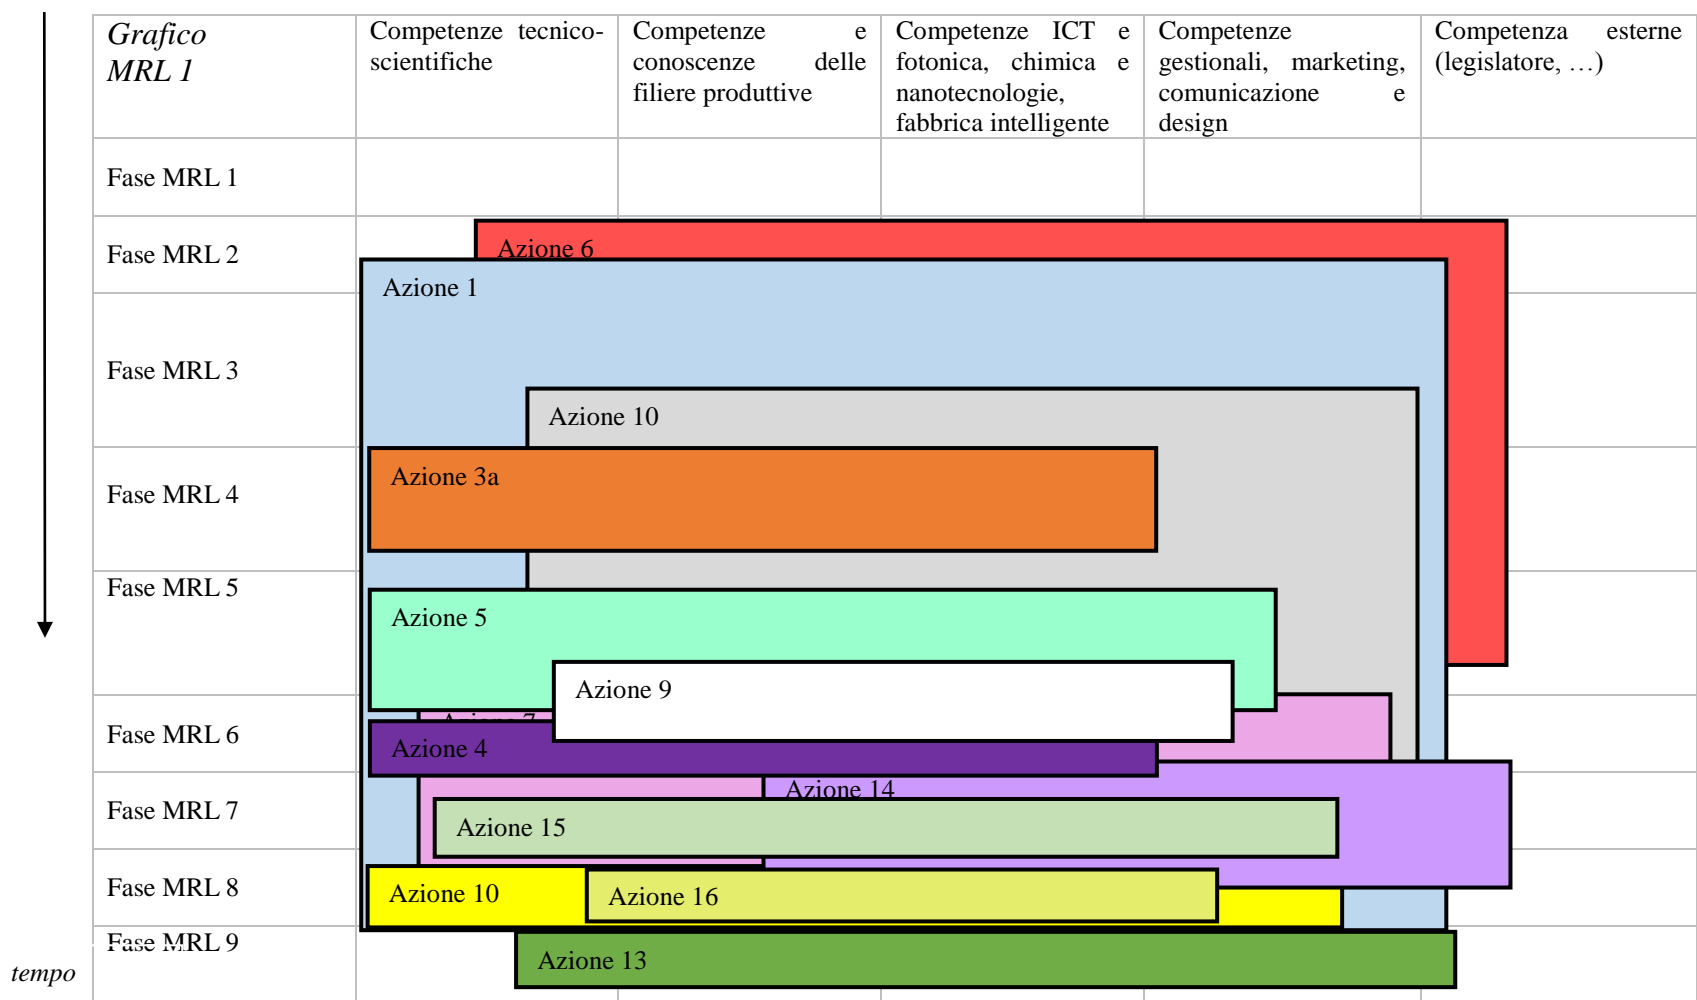 Grafico
MRL 1
Competenze tecnico-
scientifiche
Competenze e
conoscenze delle
filiere produttive
Competenze ICT e
fotonica, chimica e
nanotecnologie,
fabbrica intelligente
Competenze
gestionali, marketing,
comunicazione e
design
Competenza esterne
(legislatore, …)
Fase MRL 1
Fase MRL 2
Azione 6
Azione 1
Fase MRL 3
Azione 10
Azione 3a
Fase MRL 4
Fase MRL 5
Azione 5
Azione 9
Azione 7
Fase MRL 6
Azione 4
Azione 14
Fase MRL 7
Azione 15
Fase MRL 8
Azione 10
Azione 16
Fase MRL 9
Azione 13
tempo